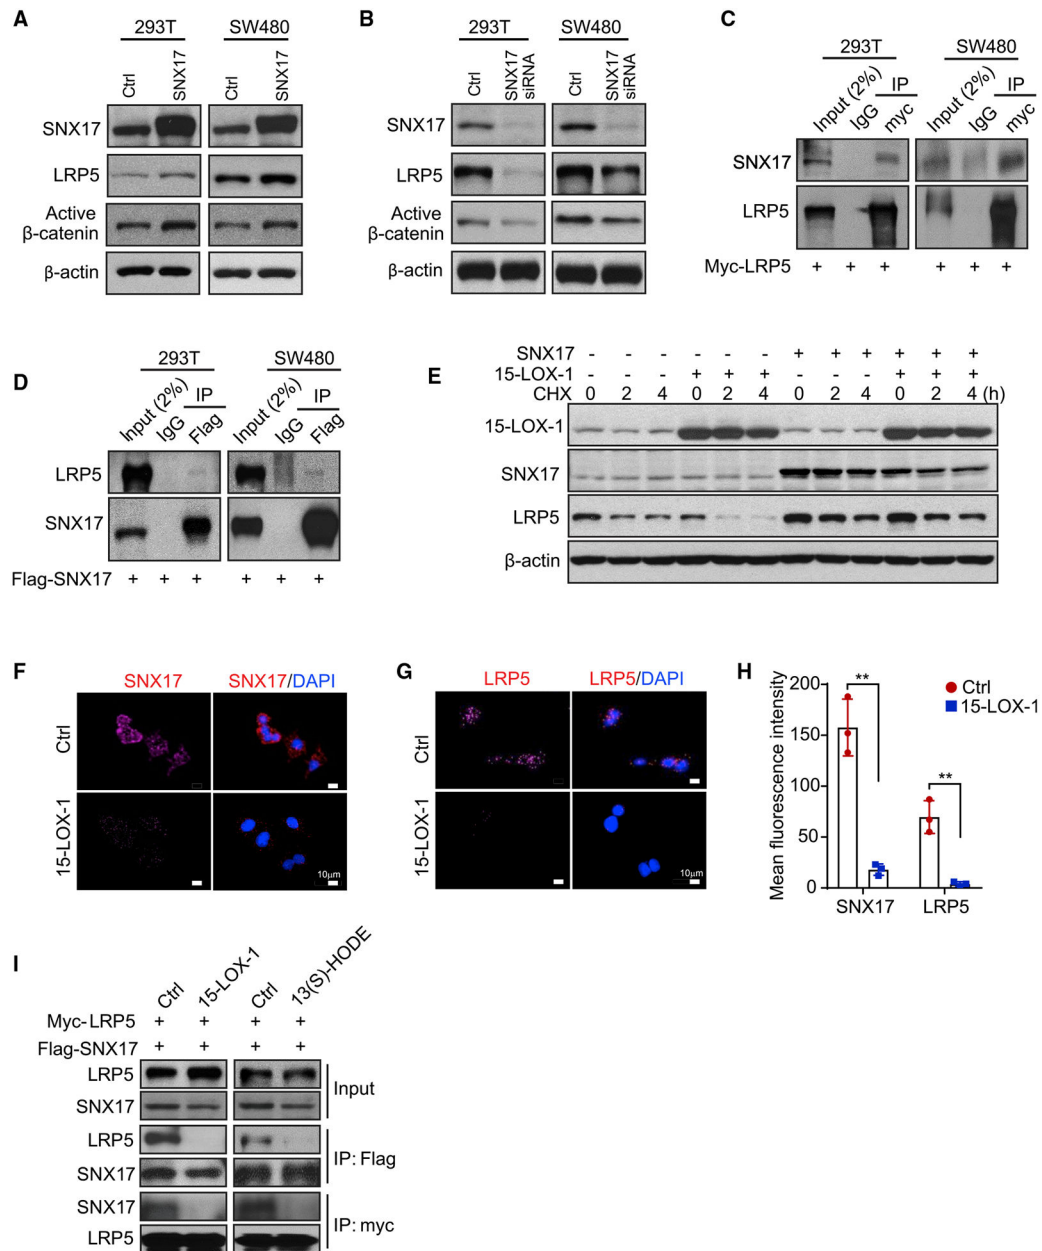 A
293T SW480
Ctrl SNX17 Ctrl SNX17
SNX17
LRP5
Active
β-catenin
β-actin
B
293T SW480
Ctrl SNX17 siRNA Ctrl SNX17 siRNA
SNX17
LRP5
Active
β-catenin
β-actin
C
293T SW480
IP IP
Input (2%) IgG myc Input (2%) IgG myc
SNX17
LRP5
Myc-LRP5 + + + + + +
D
293T SW480
IP IP
Input (2%) IgG Flag Input (2%) IgG Flag
LRP5
SNX17
Flag-SNX17 + + + + + +
E
SNX17 - - - - - - + + + + + +
15-LOX-1 - - - + + + - - - + + +
CHX 0 2 4 0 2 4 0 2 4 0 2 4 (h)
15-LOX-1
SNX17
LRP5
β-actin
F
SNX17 SNX17/DAPI
Ctrl
15-LOX-1
10μm
G
LRP5 LRP5/DAPI
Ctrl
15-LOX-1
10μm
H
Mean fluorescence intensity
200
150
100
50
0
** **
Ctrl
15-LOX-1
SNX17 LRP5
I
Ctrl 15-LOX-1 Ctrl 13(S)-HODE
Myc-LRP5 + + + +
Flag-SNX17 + + + +
LRP5
SNX17
Input
LRP5
SNX17
IP: Flag
SNX17
LRP5
IP: myc